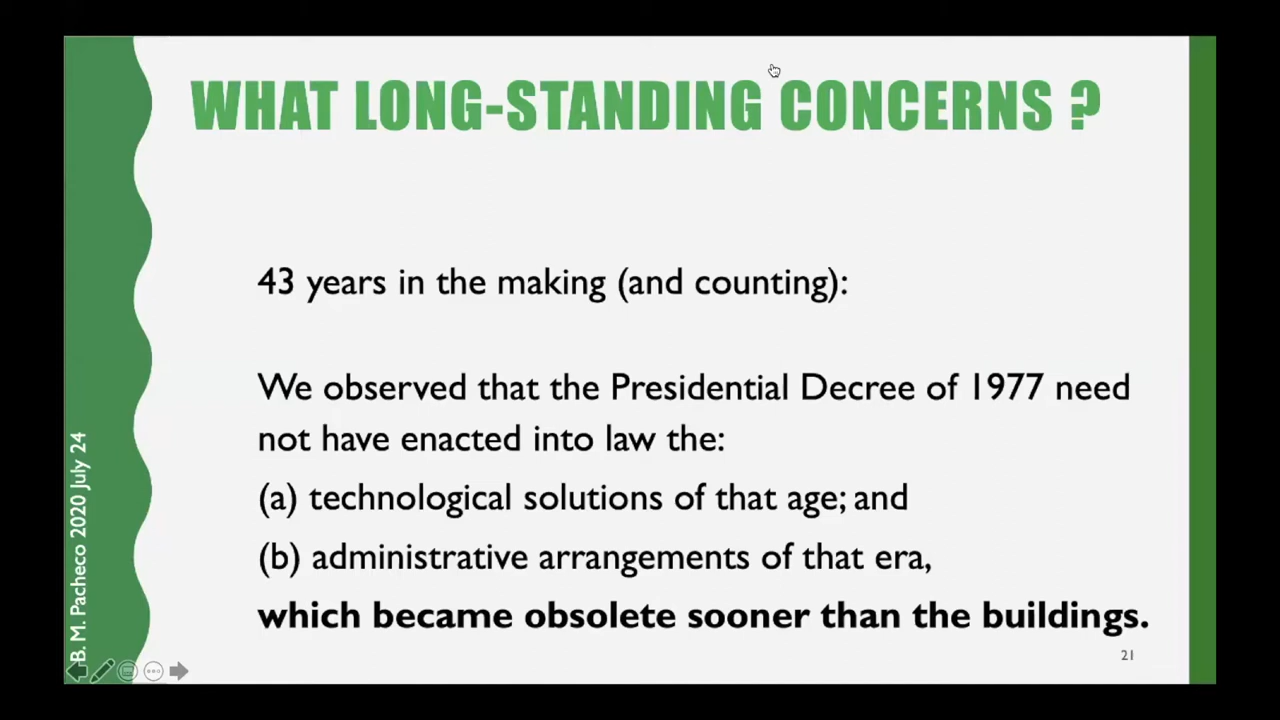 WHAT LONG-STANDING CONCERNS ?
43 years in the making (and counting):
We observed that the Presidential Decree of 1977 need
not have enacted into law the:
(a) technological solutions of that age; and
(b) administrative arrangements of that era,
which became obsolete sooner than the buildings.
B. M. Pacheco 2020 July 24
21